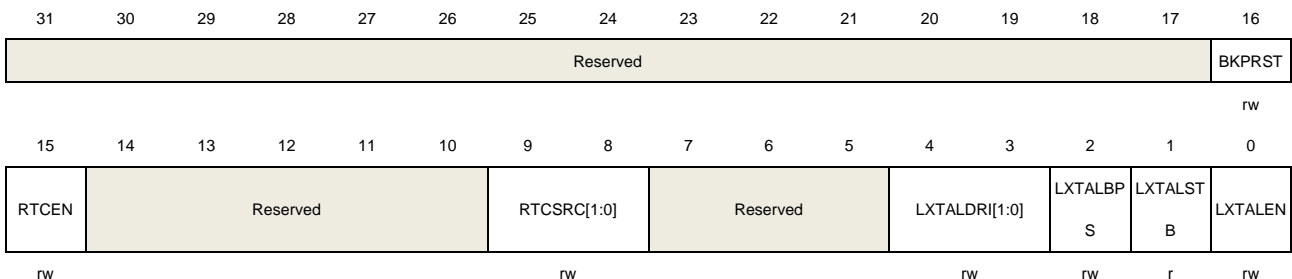 31 30 29 28 27 26 25 24 23 22 21 20 19 18 17 16
Reserved BKPRST
rw
15 14 13 12 11 10 9 8 7 6 5 4 3 2 1 0
RTCEN Reserved RTCSRC[1:0] Reserved LXTALDRI[1:0] LXTALBP LXTALST LXTALEN
S B
rw rw rw rw r rw